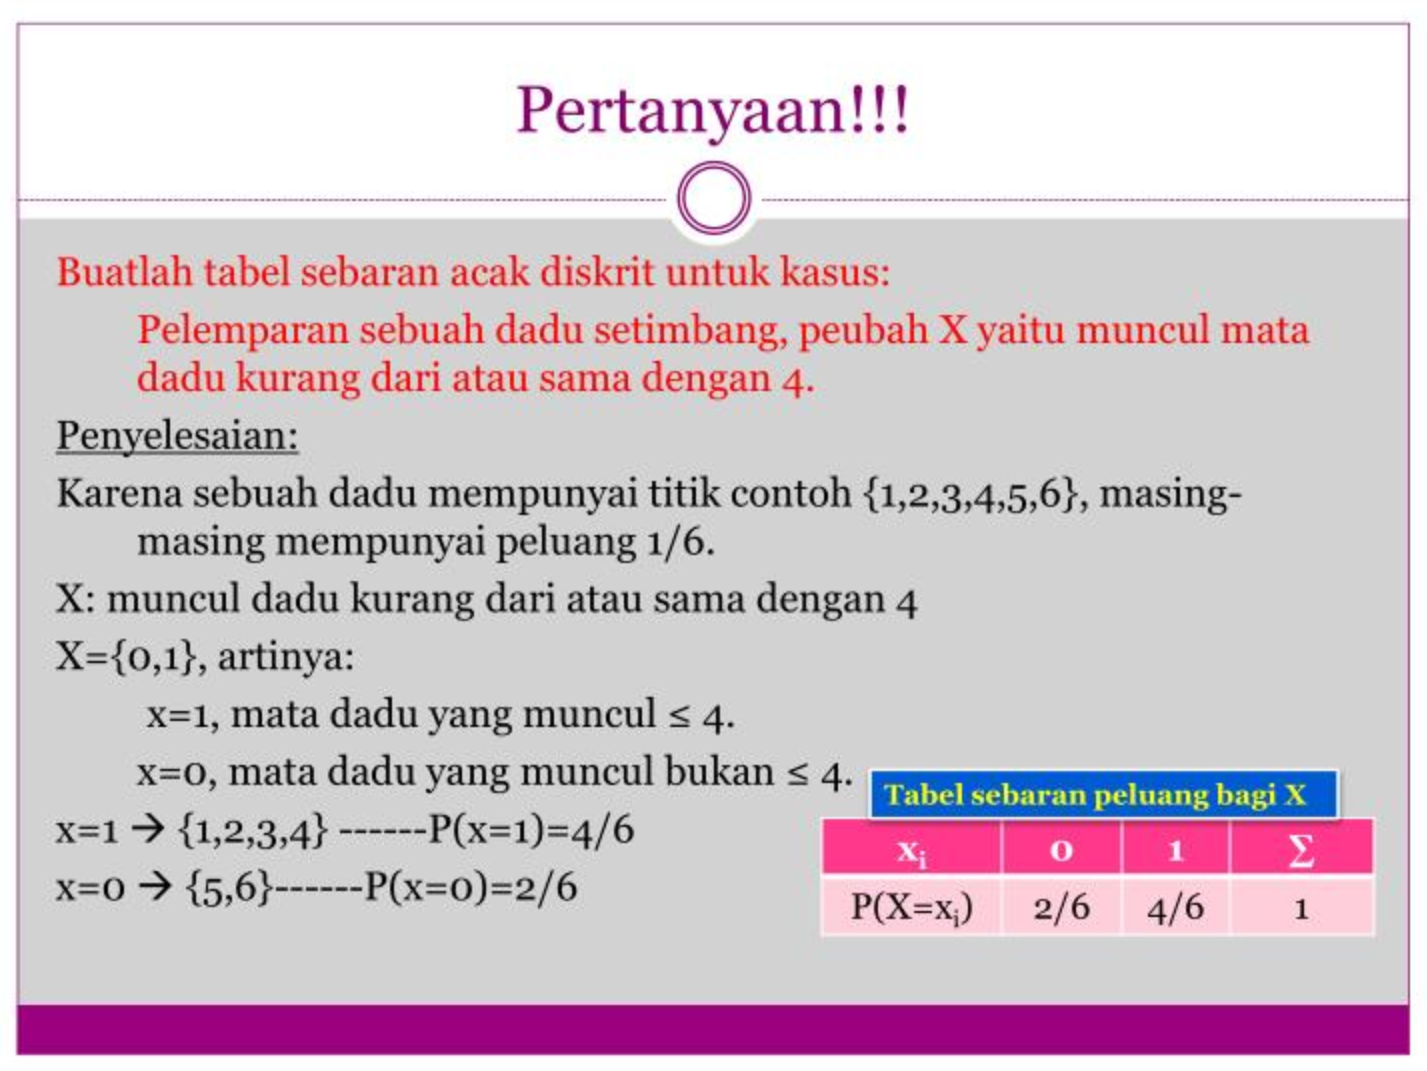 Pertanyaan!!!
Buatlah tabel sebaran acak diskrit untuk kasus:
Pelemparan sebuah dadu setimbang, peubah X yaitu muncul mata
dadu kurang dari atau sama dengan 4.
Penyelesaian:
Karena sebuah dadu mempunyai titik contoh {1,2,3,4,5,6}, masing-
masing mempunyai peluang 1/6.
X: muncul dadu kurang dari atau sama dengan 4
X={0,1}, artinya:
x=1, mata dadu yang muncul ≤ 4.
x=0, mata dadu yang muncul bukan ≤ 4.
x=1 → {1,2,3,4} ------P(x=1)=4/6
x=0 → {5,6}------P(x=0)=2/6
Tabel sebaran peluang bagi X
xᵢ 0 1 Σ
P(X=xᵢ) 2/6 4/6 1